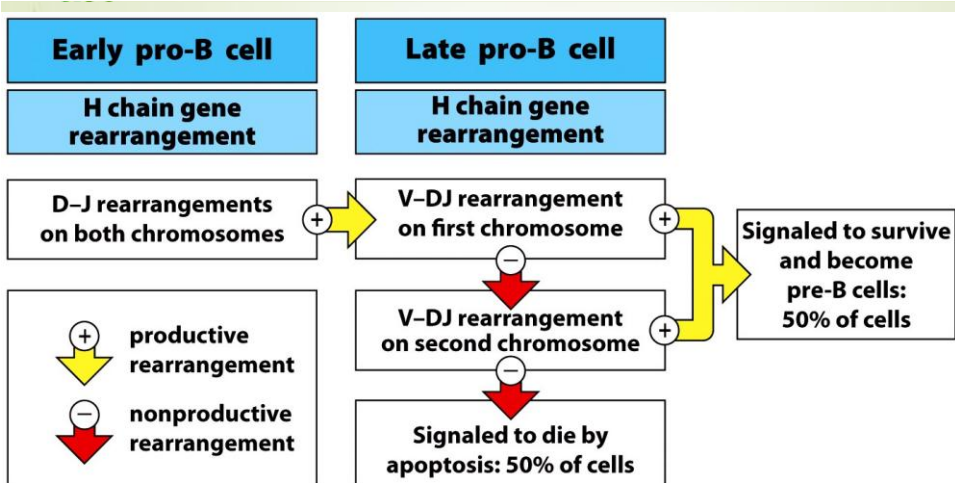 Early pro-B cell
H chain gene
rearrangement
D–J rearrangements
on both chromosomes
+
Late pro-B cell
H chain gene
rearrangement
V–DJ rearrangement
on first chromosome
+
−
V–DJ rearrangement
on second chromosome
+
−
Signaled to die by
apoptosis: 50% of cells
Signaled to survive
and become
pre-B cells:
50% of cells
+
productive
rearrangement
−
nonproductive
rearrangement